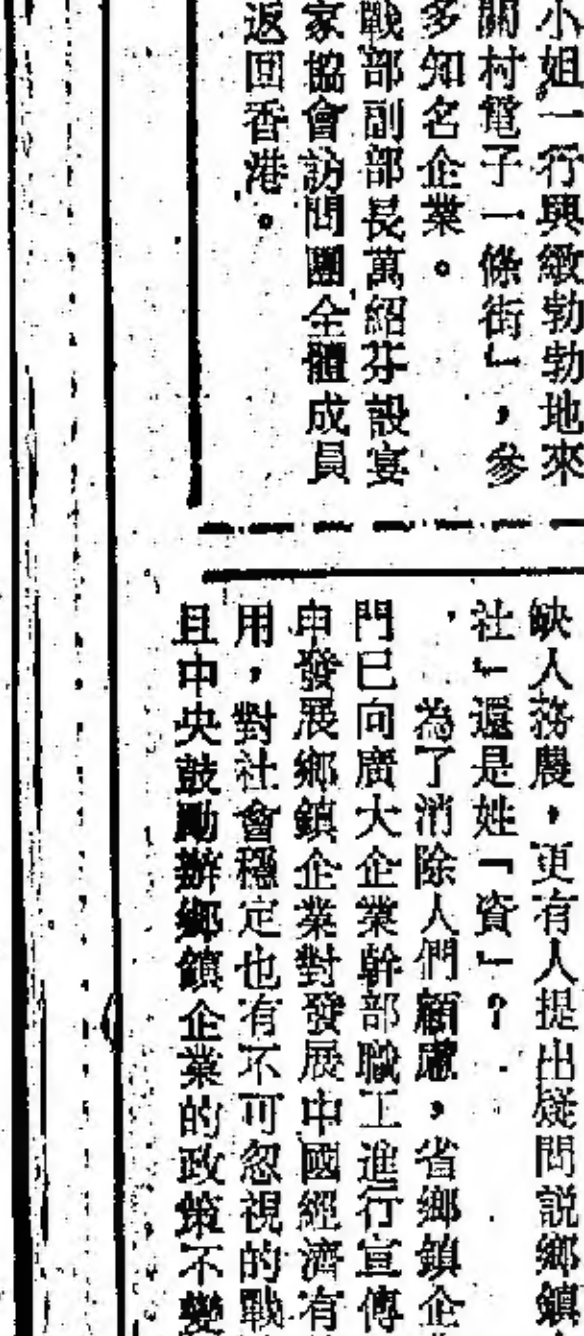 小姐一行興緻勃勃地來
關村電子一條街」，參
多知名企業。
戰部副部長萬紹芬設宴
家協會訪問團全體成員
返回香港。
缺人務農，更有人提出疑問説鄉鎮
社」還是姓「資」？
為了消除人們顧慮，省鄉鎮企
門已向廣大企業幹部職工進行宣傳
申發展鄉鎮企業對發展中國經濟有
用，對社會穩定也有不可忽視的戰
且中央鼓勵辦鄉鎮企業的政策不變